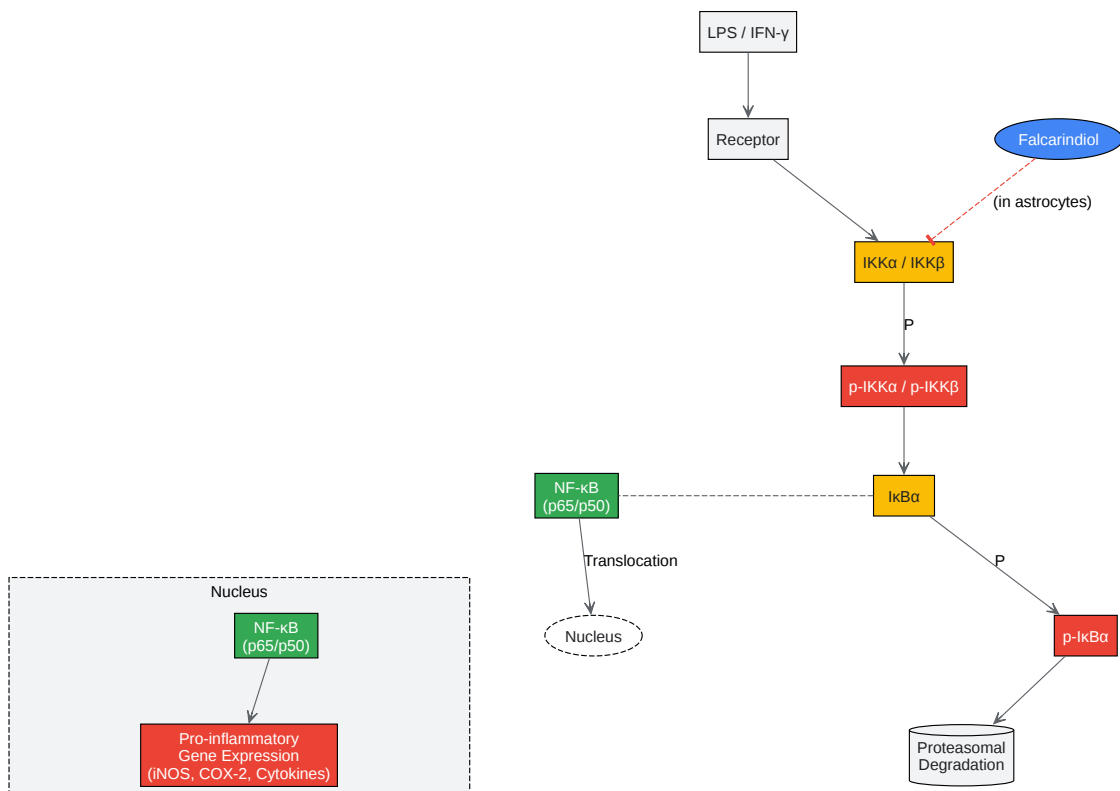 LPS / IFN-γ
Receptor
Falcarindiol
(in astrocytes)
IKKα / IKKβ
P
p-IKKα / p-IKKβ
NF-κB
(p65/p50)
IκBα
Translocation
P
Nucleus
NF-κB
(p65/p50)
Nucleus
p-IκBα
Pro-inflammatory
Gene Expression
(iNOS, COX-2, Cytokines)
Proteasomal
Degradation